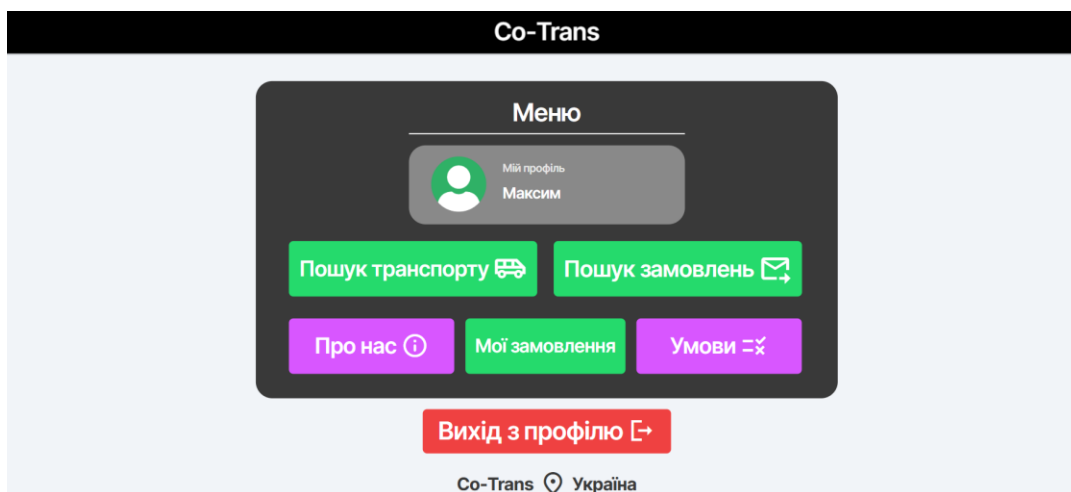 Co-Trans
Меню
Мій профіль
Максим
Пошук транспорту
Пошук замовлень
Про нас
Мої замовлення
Умови
Вихід з профілю
Co-Trans Україна